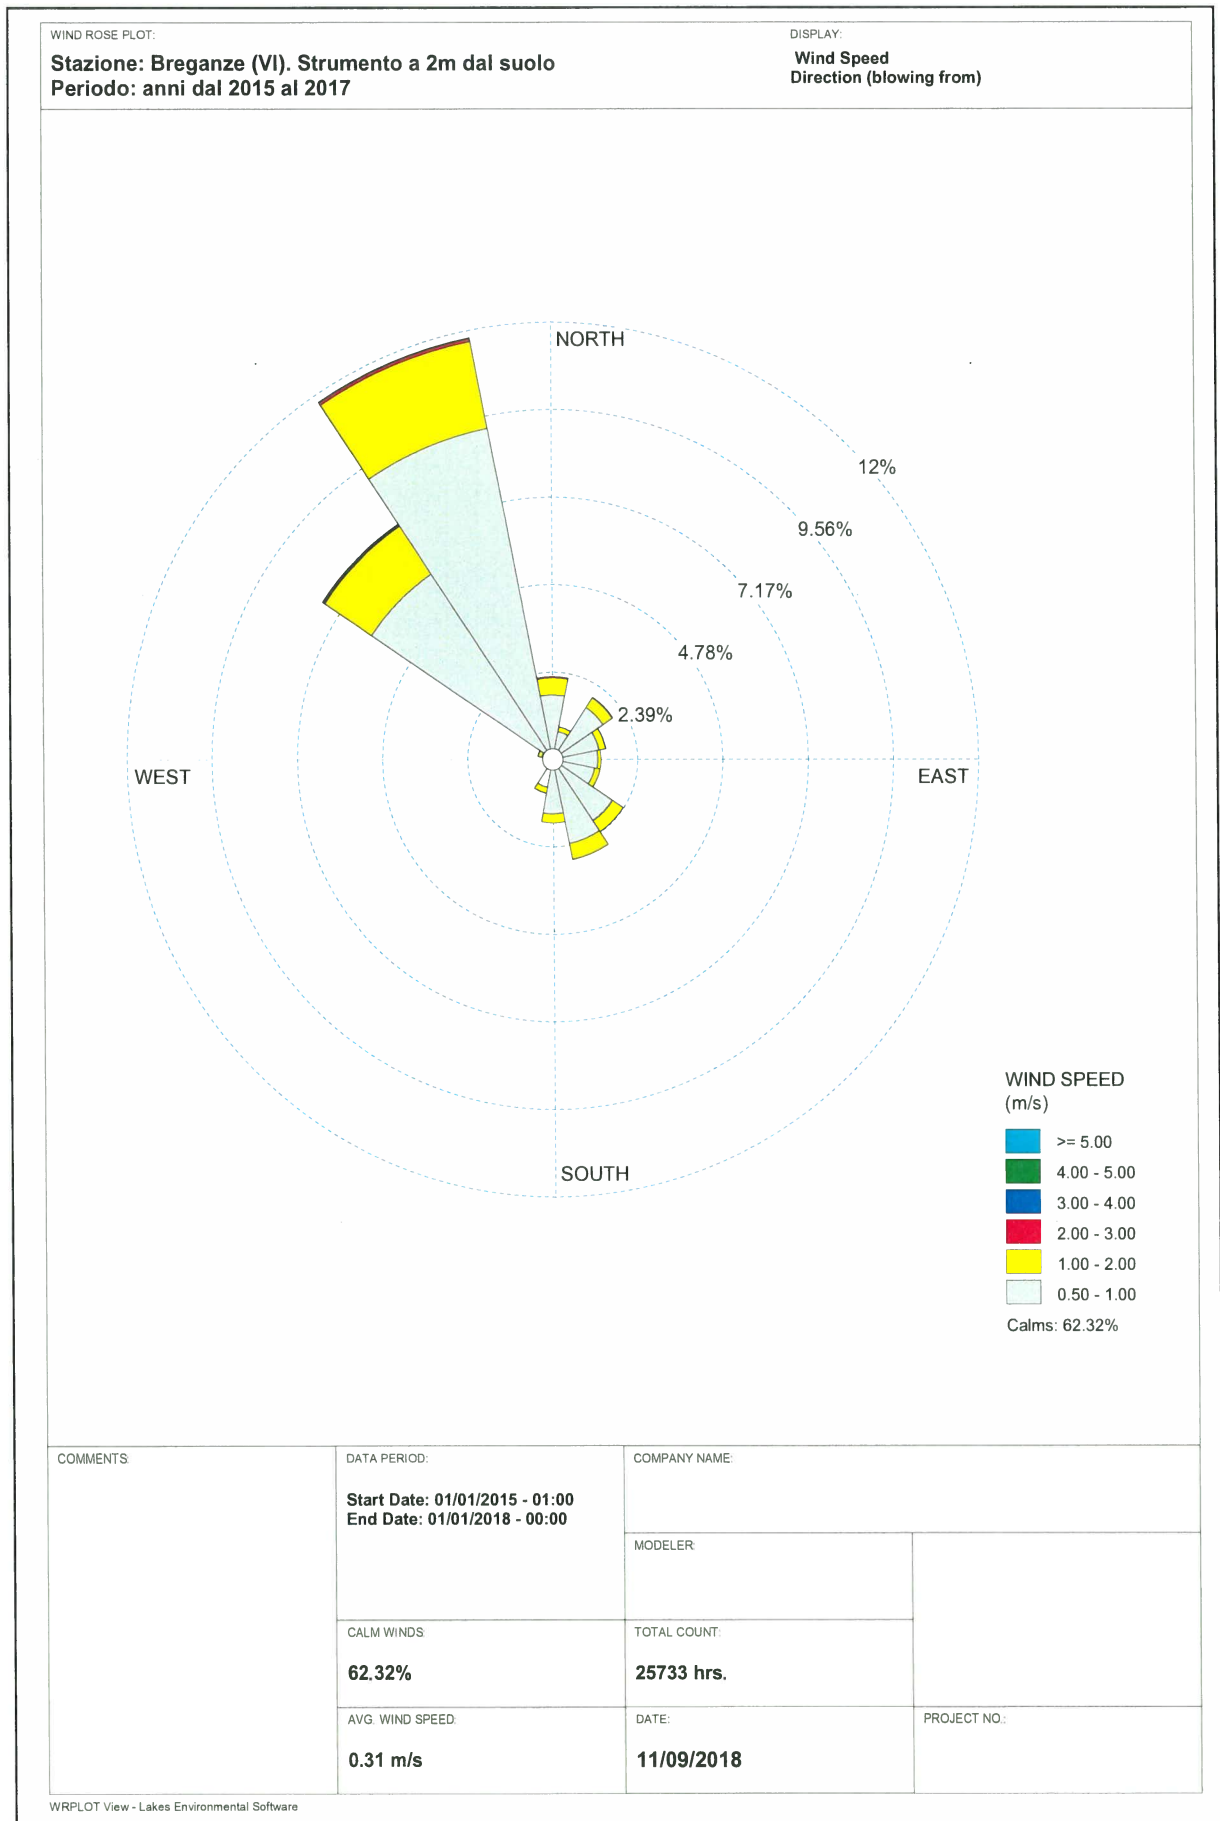 WIND ROSE PLOT:
Stazione: Breganze (VI). Strumento a 2m dal suolo
Periodo: anni dal 2015 al 2017
DISPLAY:
Wind Speed
Direction (blowing from)
NORTH
12%
9.56%
7.17%
4.78%
2.39%
WEST
EAST
SOUTH
WIND SPEED
(m/s)
>= 5.00
4.00 - 5.00
3.00 - 4.00
2.00 - 3.00
1.00 - 2.00
0.50 - 1.00
Calms: 62.32%
COMMENTS:
DATA PERIOD:
Start Date: 01/01/2015 - 01:00
End Date: 01/01/2018 - 00:00
COMPANY NAME:
MODELER:
CALM WINDS:
62.32%
TOTAL COUNT:
25733 hrs.
AVG. WIND SPEED:
0.31 m/s
DATE:
11/09/2018
PROJECT NO.:
WRPLOT View - Lakes Environmental Software